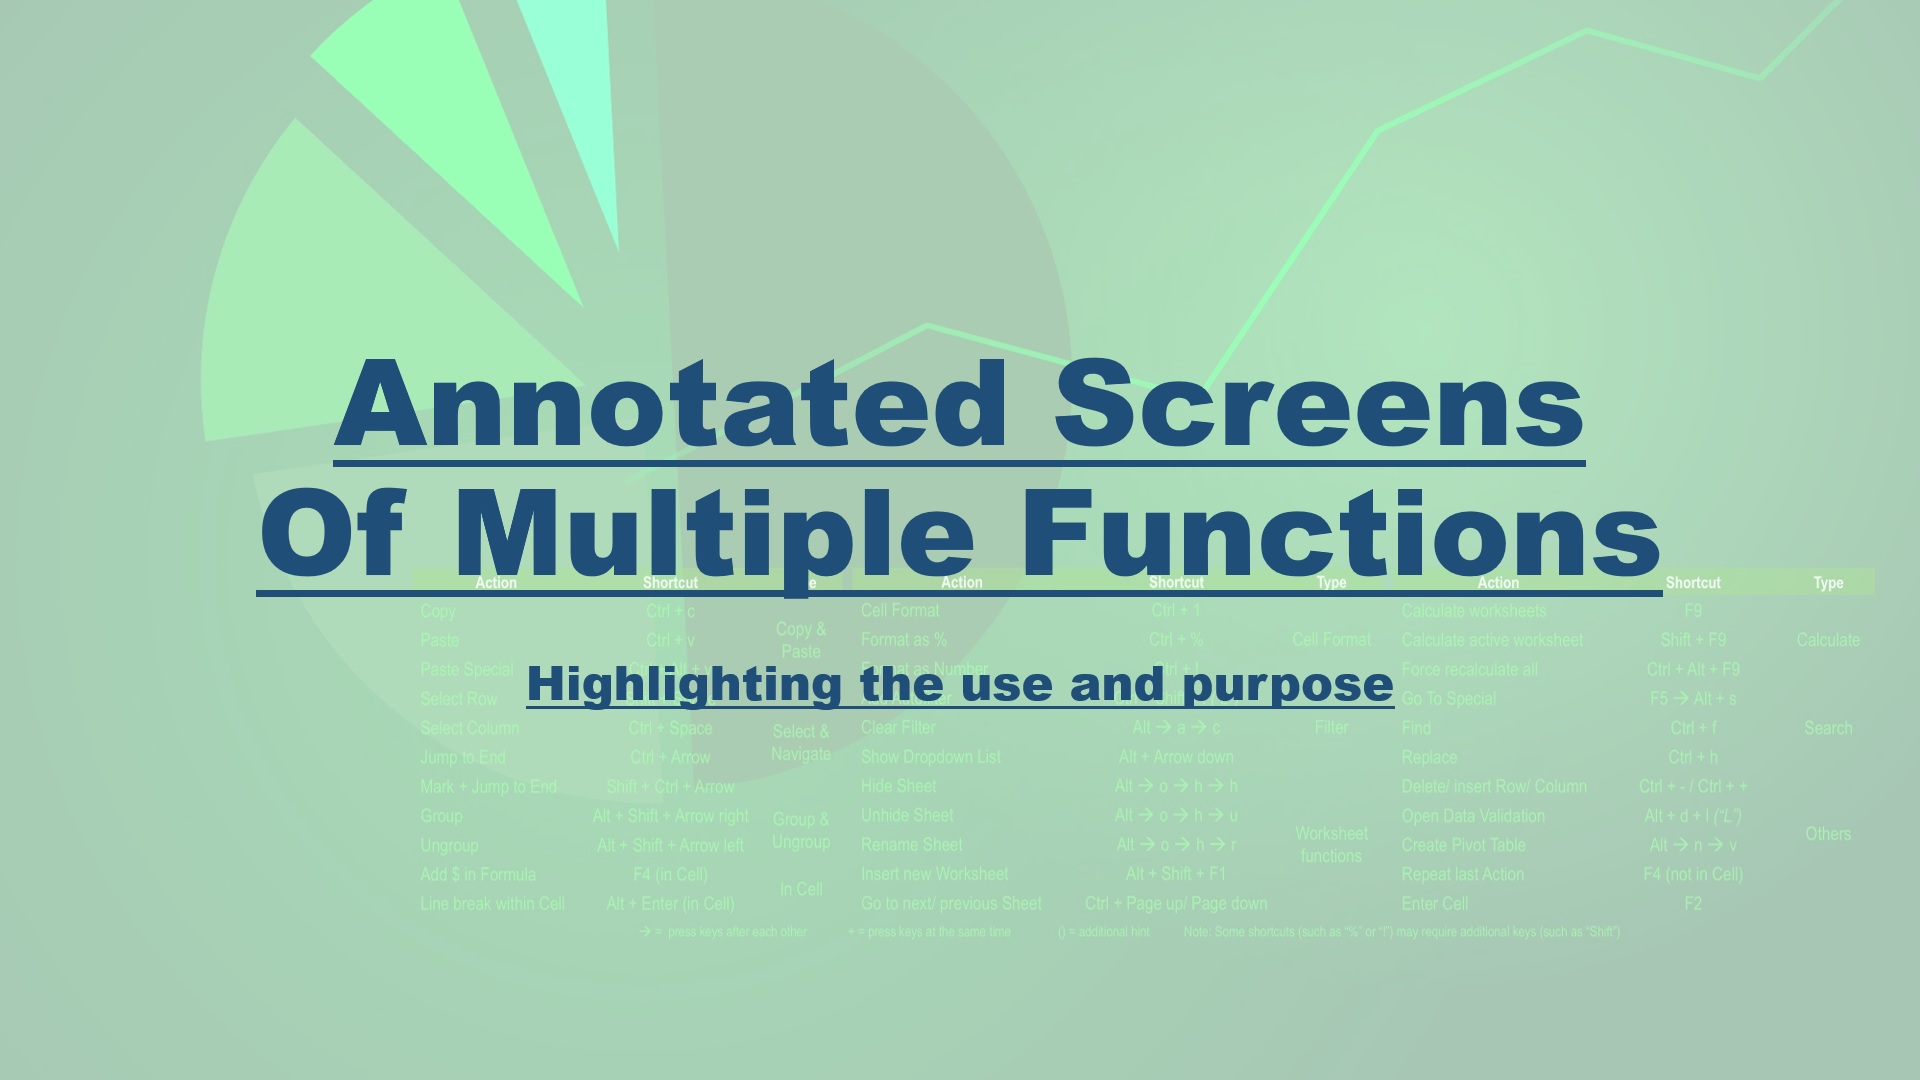 Annotated Screens
Of Multiple Functions
Highlighting the use and purpose
Action Shortcut Action Shortcut Type Action Shortcut Type
Copy Ctrl + c Cell Format Ctrl + 1 Calculate worksheets F9
Copy & Paste
Paste Ctrl + v Format as % Ctrl + % Cell Format Calculate active worksheet Shift + F9 Calculate
Paste Special Format as Number Force recalculate all Ctrl + Alt + F9
Select Row Go To Special F5 → Alt + s
Select Column Ctrl + Space Select & Navigate Clear Filter Alt → a → c Filter Find Ctrl + f Search
Jump to End Ctrl + Arrow Show Dropdown List Alt + Arrow down Replace Ctrl + h
Mark + Jump to End Shift + Ctrl + Arrow Hide Sheet Alt → o → h → h Delete/ insert Row/ Column Ctrl + - / Ctrl + +
Group Alt + Shift + Arrow right Group & Ungroup Unhide Sheet Alt → o → h → u Open Data Validation Alt + d + l ("L")
Ungroup Alt + Shift + Arrow left Rename Sheet Alt → o → h → r Worksheet functions Create Pivot Table Alt → n → v Others
Add $ in Formula F4 (in Cell) In Cell Insert new Worksheet Alt + Shift + F1 Repeat last Action F4 (not in Cell)
Line break within Cell Alt + Enter (in Cell) Go to next/ previous Sheet Ctrl + Page up/ Page down Enter Cell F2
→ = press keys after each other + = press keys at the same time () = additional hint Note: Some shortcuts (such as "%" or "!") may require additional keys (such as "Shift")